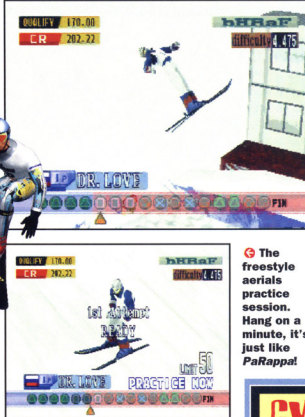 QUALIFY 170.00
CR 202.22
bHRaF
difficulty 4.475
1P DR. LOVE
FIN
QUALIFY 170.00
CR 202.22
bHRaF
difficulty 4.475
1st Attempt
READY
LIMIT 50
1P DR. LOVE
PRACTICE NOW
FIN
The
freestyle
aerials
practice
session.
Hang on a
minute, it's
just like
PaRappa!